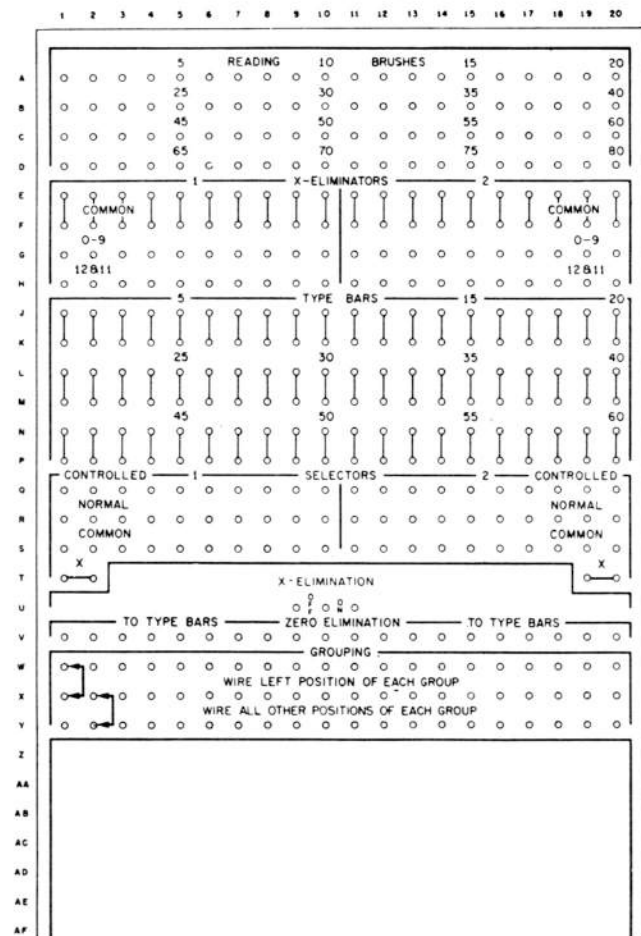 1 2 3 4 5 6 7 8 9 10 11 12 13 14 15 16 17 18 19 20
5 READING 10 BRUSHES 15 20
A
25 30 35 40
B
45 50 55 60
C
65 70 75 80
D
1 X-ELIMINATORS 2
E
COMMON COMMON
F
0-9 0-9
G
12&11 12&11
H
5 TYPE BARS 15 20
J
K
25 30 35 40
L
M
45 50 55 60
N
P
CONTROLLED 1 SELECTORS 2 CONTROLLED
Q
NORMAL NORMAL
R
COMMON COMMON
S
X X
T
X-ELIMINATION
U OFF ON
TO TYPE BARS ZERO ELIMINATION TO TYPE BARS
V
GROUPING
W
WIRE LEFT POSITION OF EACH GROUP
X
WIRE ALL OTHER POSITIONS OF EACH GROUP
Y
Z
AA
AB
AC
AD
AE
AF